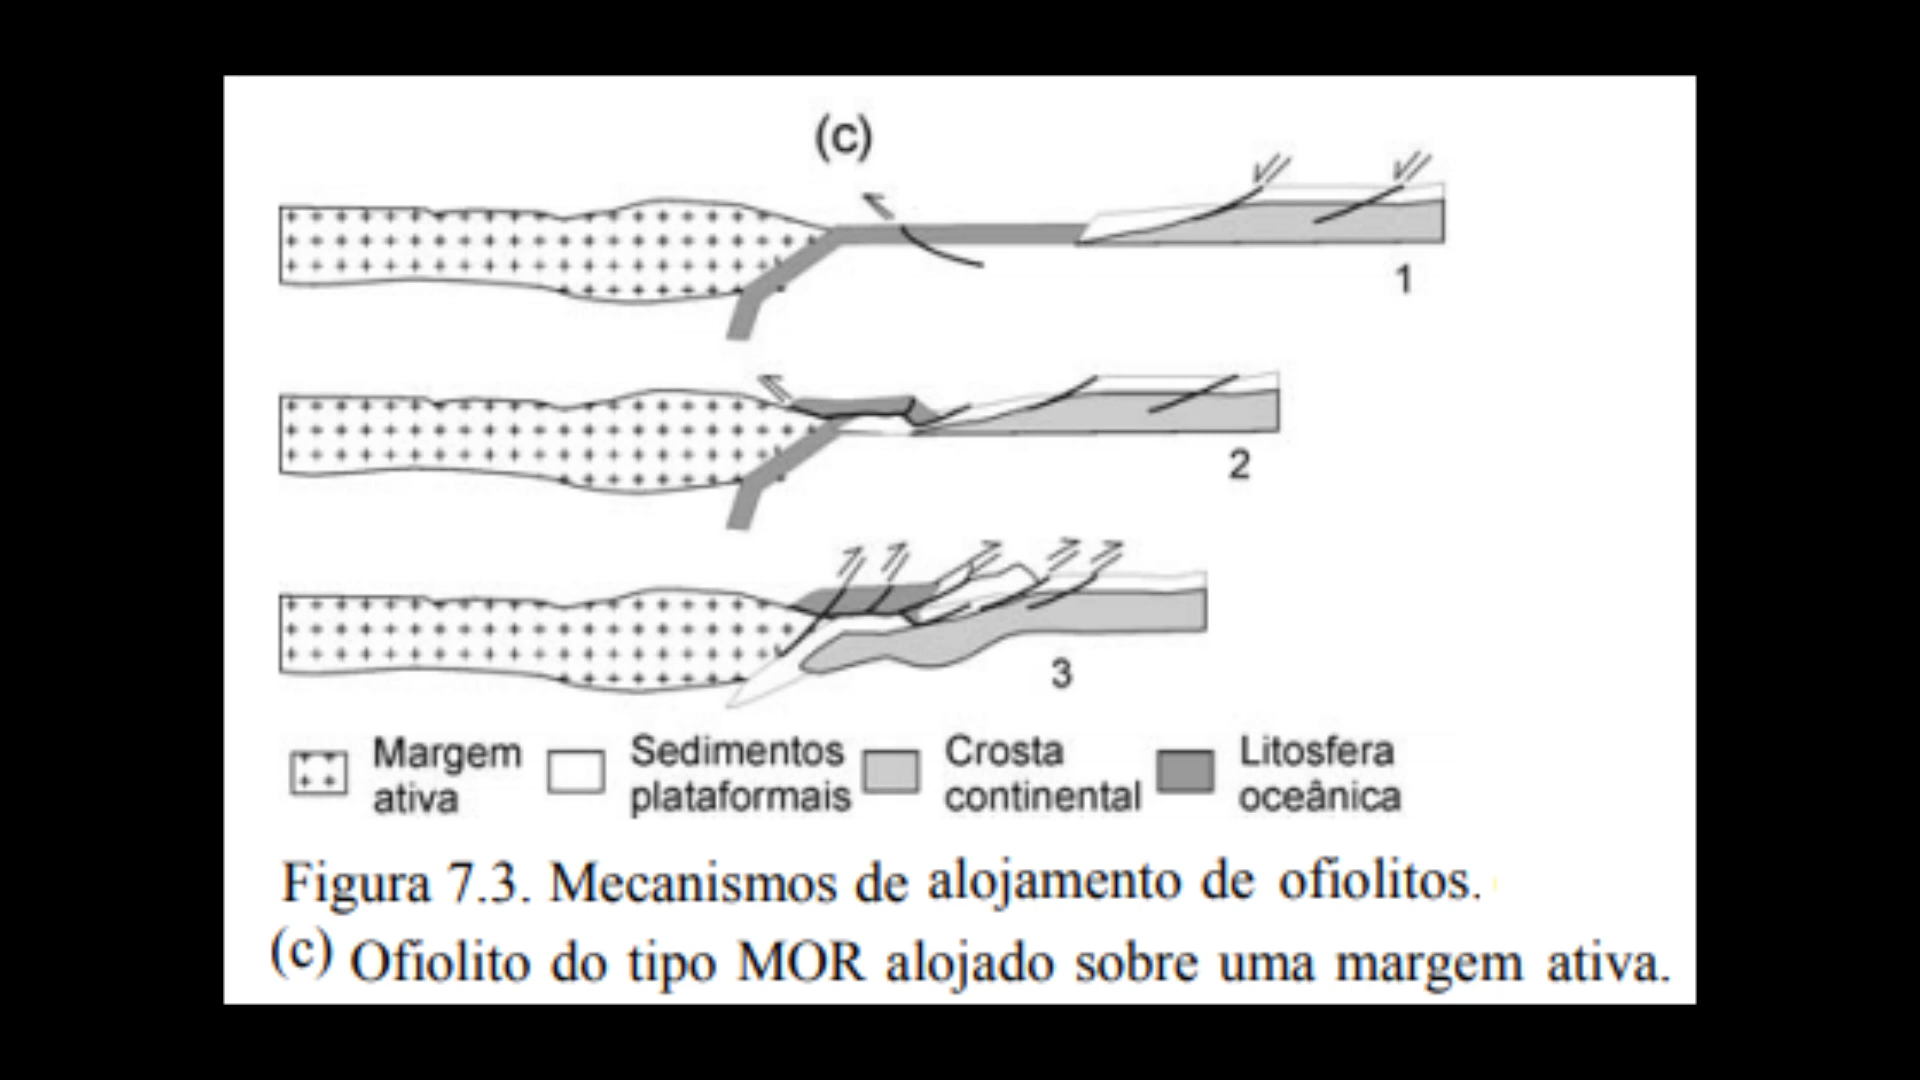 (c)
1
2
3
Margem ativa
Sedimentos plataformais
Crosta continental
Litosfera oceânica
Figura 7.3. Mecanismos de alojamento de ofiolitos.
(c) Ofiolito do tipo MOR alojado sobre uma margem ativa.